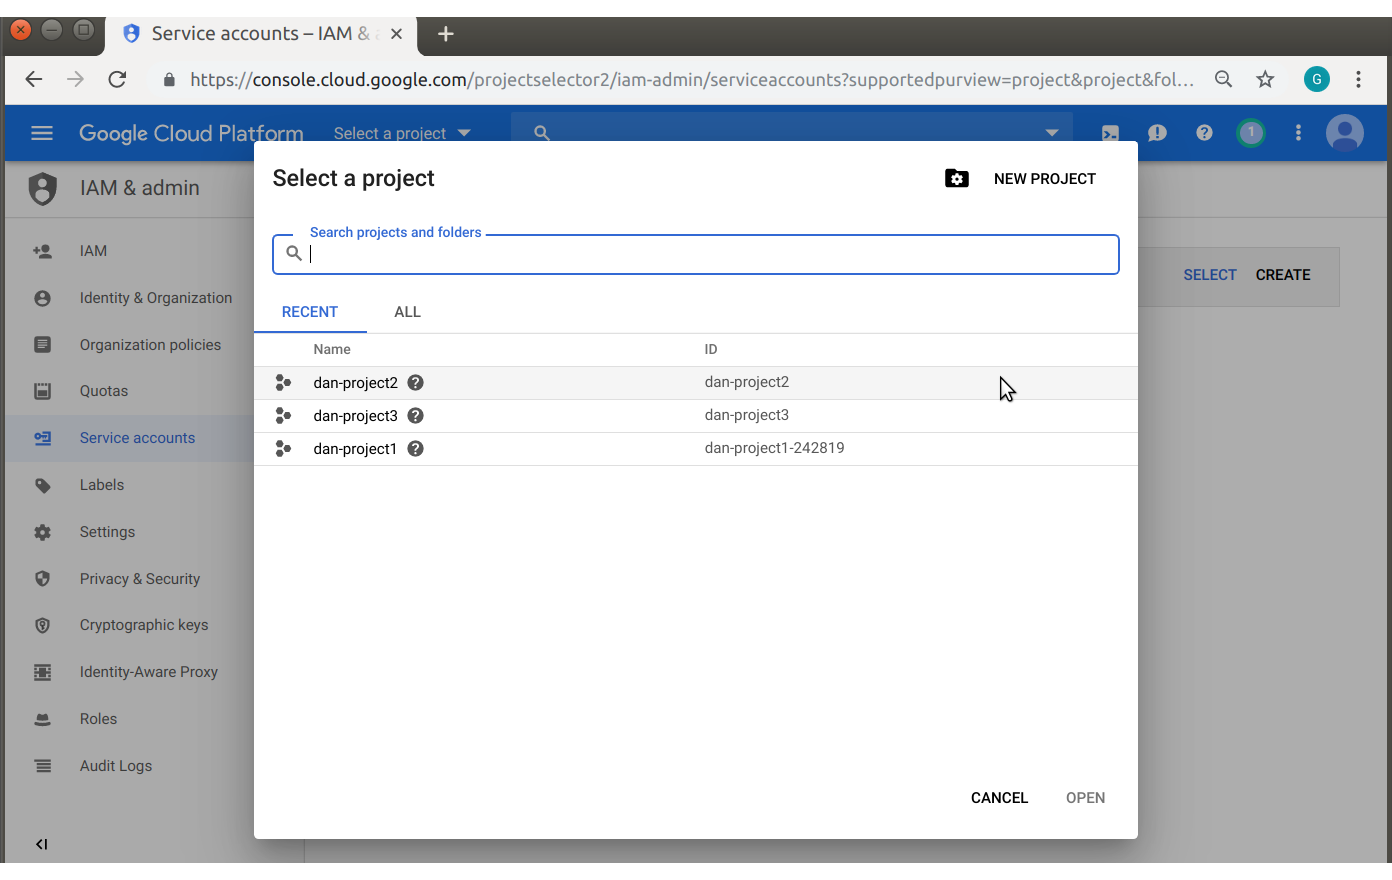 Service accounts – IAM &
https://console.cloud.google.com/projectselector2/iam-admin/serviceaccounts?supportedpurview=project&project&fol...
G
Google Cloud Platform
Select a project
1
IAM & admin
Select a project
NEW PROJECT
Search projects and folders
IAM
SELECT
CREATE
Identity & Organization
RECENT
ALL
Organization policies
Name
ID
dan-project2
dan-project2
Quotas
dan-project3
dan-project3
Service accounts
dan-project1
dan-project1-242819
Labels
Settings
Privacy & Security
Cryptographic keys
Identity-Aware Proxy
Roles
Audit Logs
CANCEL
OPEN